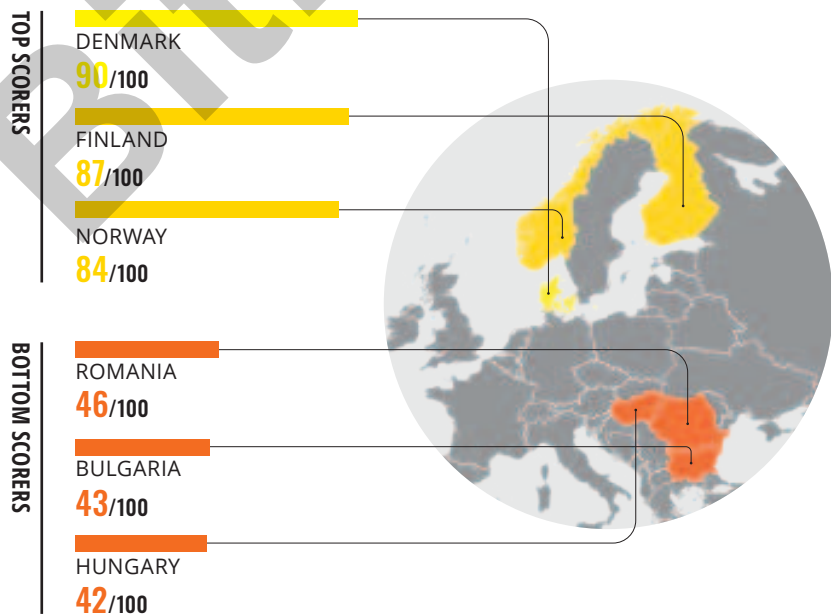 TOP SCORERS
DENMARK
90/100
FINLAND
87/100
NORWAY
84/100
BOTTOM SCORERS
ROMANIA
46/100
BULGARIA
43/100
HUNGARY
42/100